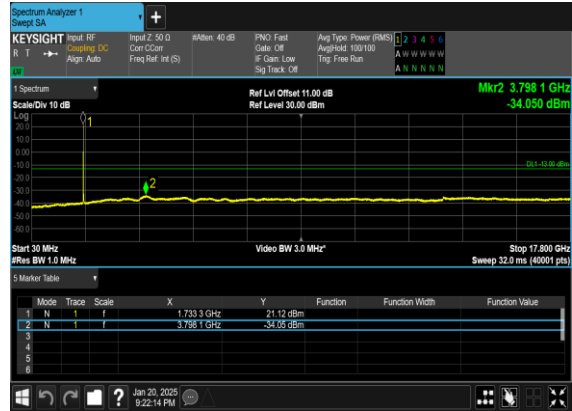 Spectrum Analyzer 1
Swept SA
+
KEYSIGHT
R T
Input: RF
Coupling: DC
Align: Auto
Input Z: 50 Ω
Corr CCorr
Freq Ref: Int (S)
#Atten: 40 dB
PNO: Fast
Gate: Off
IF Gain: Low
Sig Track: Off
Avg Type: Power (RMS)
Avg|Hold: 100/100
Trig: Free Run
1 2 3 4 5 6
A W W W W W
A N N N N N
1 Spectrum
Scale/Div 10 dB
Ref Lvl Offset 11.00 dB
Ref Level 30.00 dBm
Mkr2 3.798 1 GHz
-34.050 dBm
Log
20.0
10.0
0.00
-10.0
-20.0
-30.0
-40.0
-50.0
-60.0
1
2
DL1 -13.00 dBm
Start 30 MHz
#Res BW 1.0 MHz
Video BW 3.0 MHz*
Stop 17.800 GHz
Sweep 32.0 ms (40001 pts)
5 Marker Table
Mode Trace Scale X Y Function Function Width Function Value
1 N 1 f 1.733 3 GHz 21.12 dBm
2 N 1 f 3.798 1 GHz -34.05 dBm
3
4
5
6
?
Jan 20, 2025
9:22:14 PM